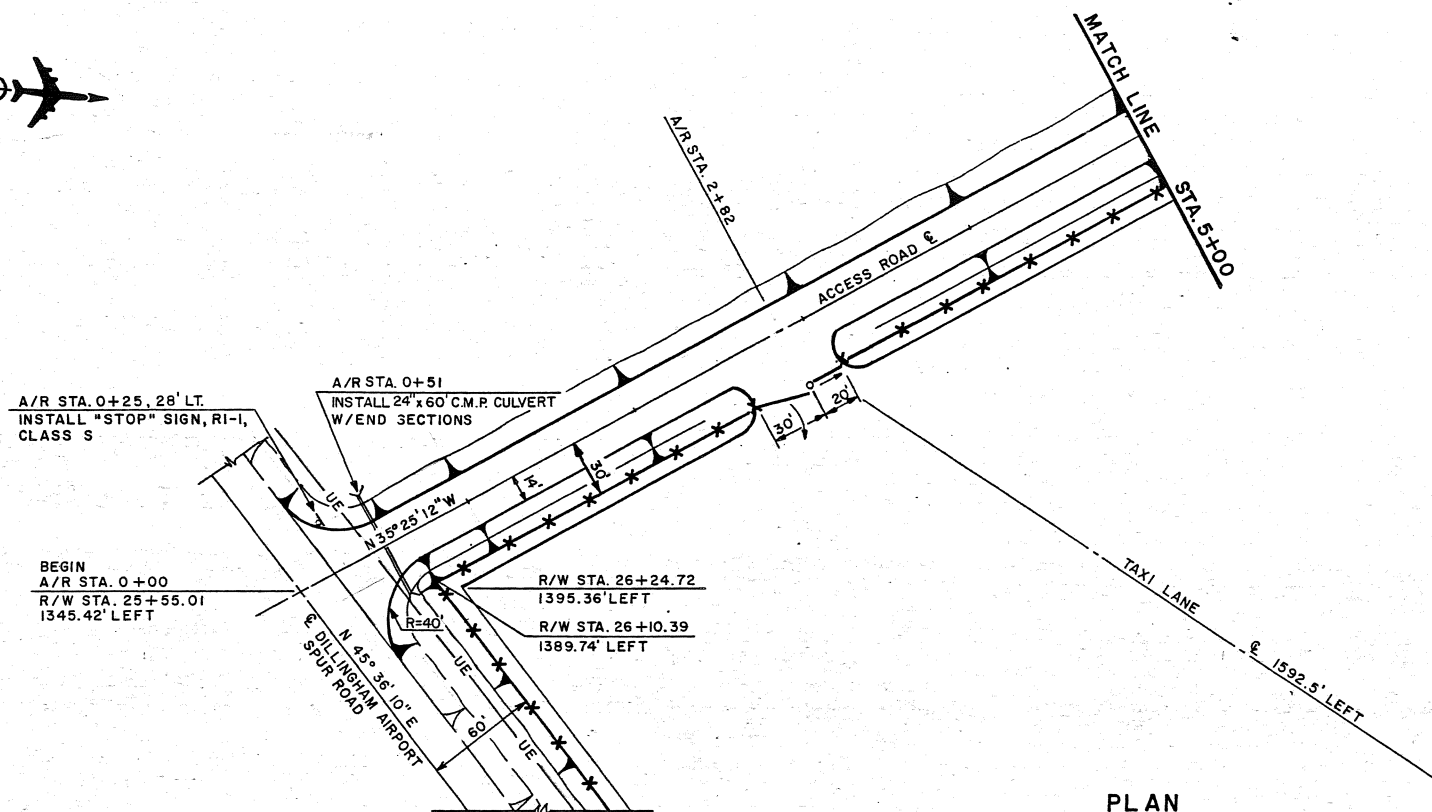 MATCH LINE
STA. 5+00
A/R STA. 2+82
ACCESS ROAD ℄
A/R STA. 0+51
INSTALL 24"x 60' C.M.P. CULVERT
W/END SECTIONS
A/R STA. 0+25, 28' LT.
INSTALL "STOP" SIGN, R1-1,
CLASS S
20'
30'
30'
14'
UE
N 35° 25' 12" W
BEGIN
A/R STA. 0+00
R/W STA. 25+55.01
1345.42' LEFT
R/W STA. 26+24.72
1395.36' LEFT
R/W STA. 26+10.39
1389.74' LEFT
R=40'
TAXI LANE
℄ 1592.5' LEFT
N 45° 36' 10" E
℄ DILLINGHAM AIRPORT
SPUR ROAD
UE
60'
UE
PLAN